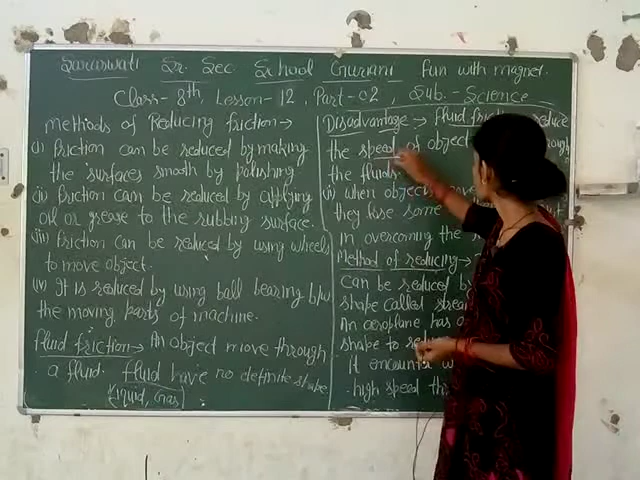 Saraswati Sr. Sec. School Guriani Fun with magnet.
Class- 8th, Lesson- 12, Part-02, Sub.- Science
methods of Reducing friction→
(i) friction can be reduced by making
the surfaces smooth by polishing
(ii) friction can be reduced by applying
oil or grease to the rubbing surface.
(iii) friction can be reduced by using wheels
to move object.
(iv) It is reduced by using ball bearing b/w
the moving parts of machine.
fluid friction→ An object move through
a fluid. fluid have no definite shape
Liquid, Gas
Disadvantage → fluid reduce
the speed of object through
the fluids
(ii) when objects
they lose some
In overcoming the
Method of reducing→
can be reduced by
shape called
An aeroplane has
shape to
It encounter
high speed